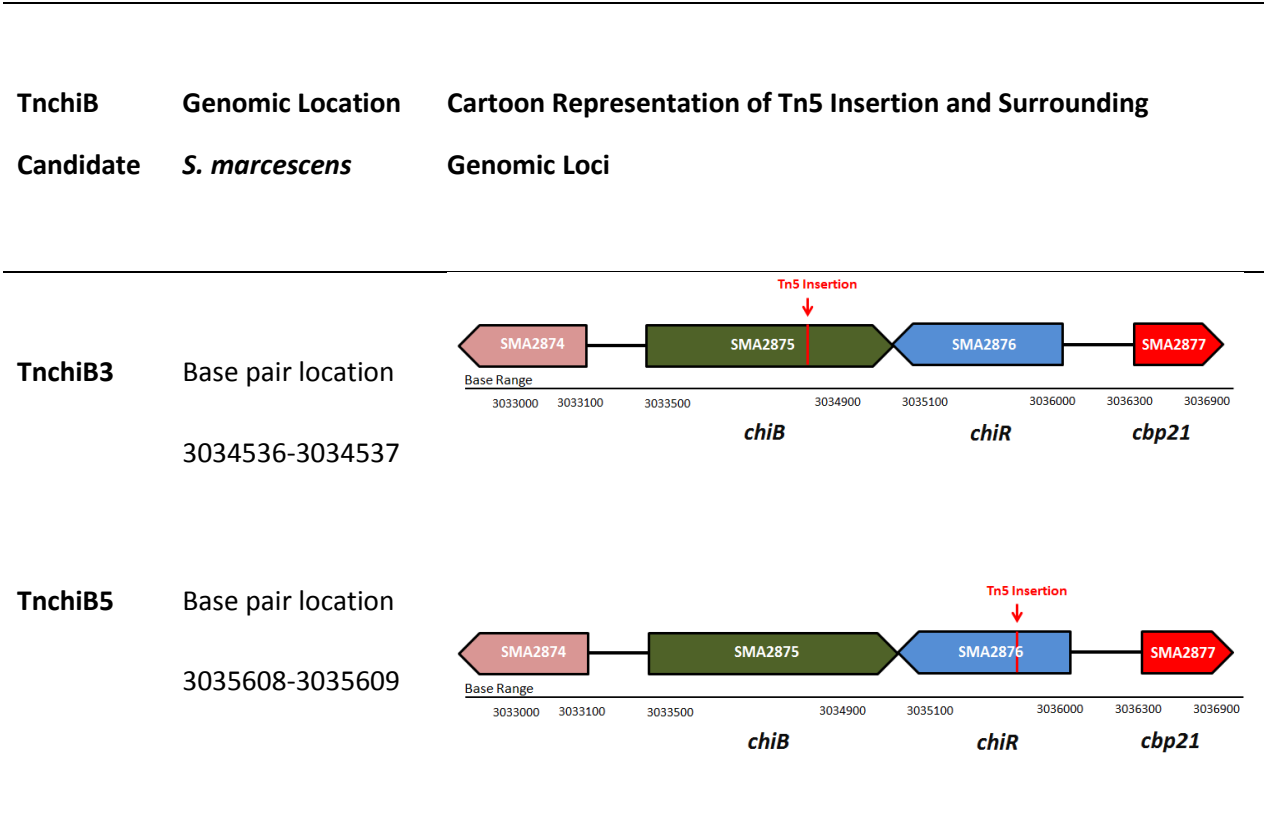 TnchiB Genomic Location Cartoon Representation of Tn5 Insertion and Surrounding
Candidate S. marcescens Genomic Loci
Tn5 Insertion
SMA2874 SMA2875 SMA2876 SMA2877
TnchiB3 Base pair location
Base Range
3033000 3033100 3033500 3034900 3035100 3036000 3036300 3036900
chiB chiR cbp21
3034536-3034537
Tn5 Insertion
TnchiB5 Base pair location
SMA2874 SMA2875 SMA2876 SMA2877
3035608-3035609
Base Range
3033000 3033100 3033500 3034900 3035100 3036000 3036300 3036900
chiB chiR cbp21